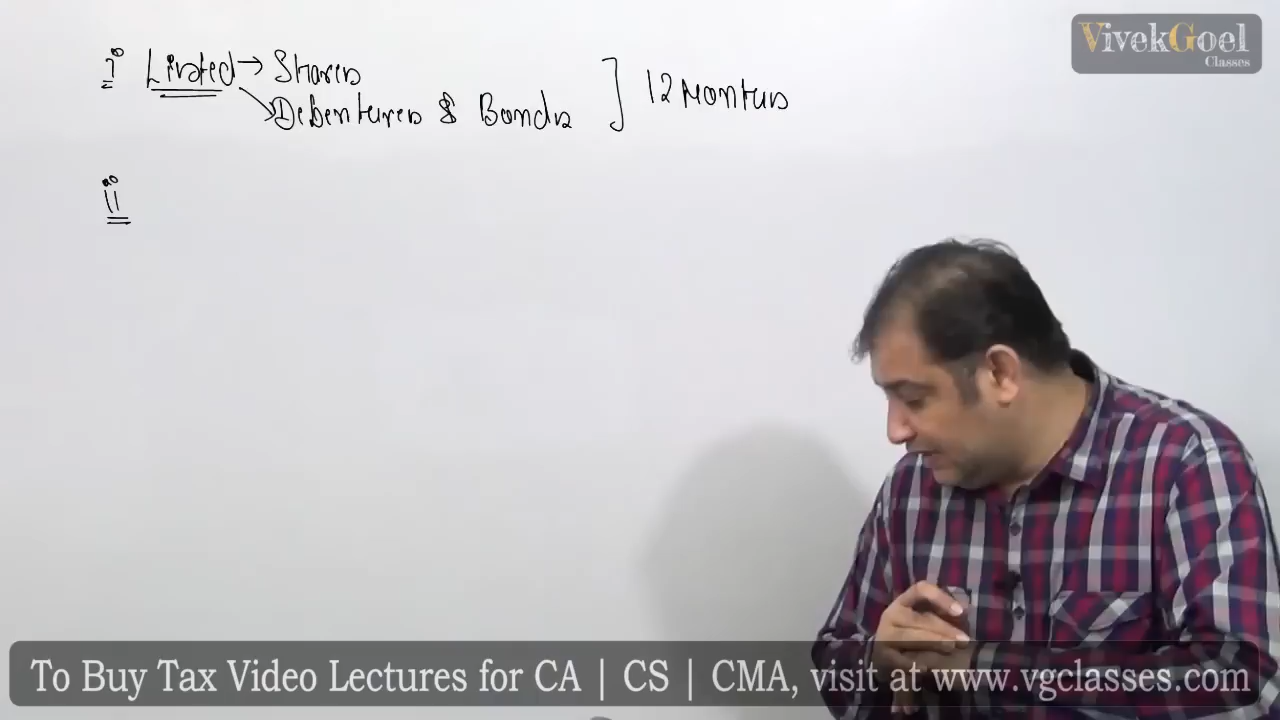 VivekGoel
Classes
i Listed → Shares
Debentures & Bonds ] 12 Months
ii
To Buy Tax Video Lectures for CA | CS | CMA, visit at www.vgclasses.com